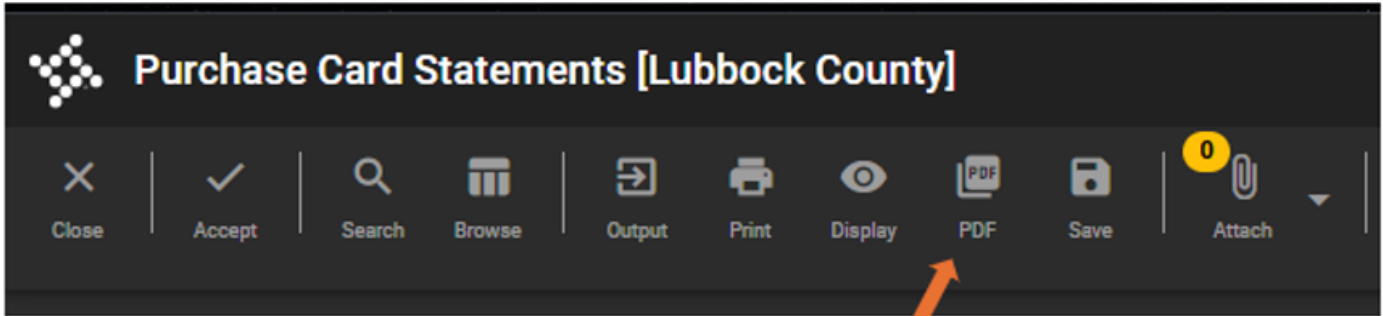 Purchase Card Statements [Lubbock County]
0
PDF
Close Accept Search Browse Output Print Display PDF Save Attach